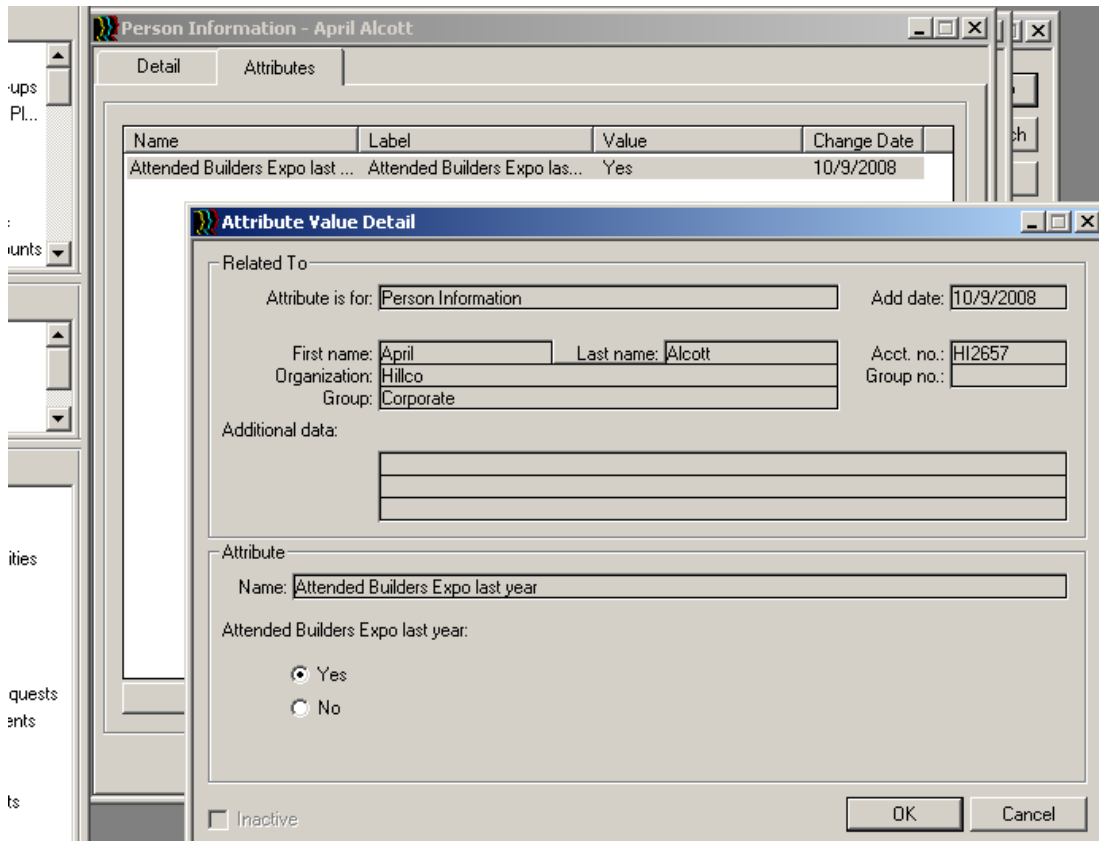 Person Information - April Alcott
Detail Attributes
-ups
Pl...
Name Label Value Change Date
Attended Builders Expo last ... Attended Builders Expo las... Yes 10/9/2008
ch
ounts
Attribute Value Detail
Related To
Attribute is for: Person Information Add date: 10/9/2008
First name: April Last name: Alcott Acct. no.: HI2657
Organization: Hillco Group no.:
Group: Corporate
Additional data:
ities
Attribute
Name: Attended Builders Expo last year
Attended Builders Expo last year:
Yes
quests
No
ents
ts
Inactive OK Cancel